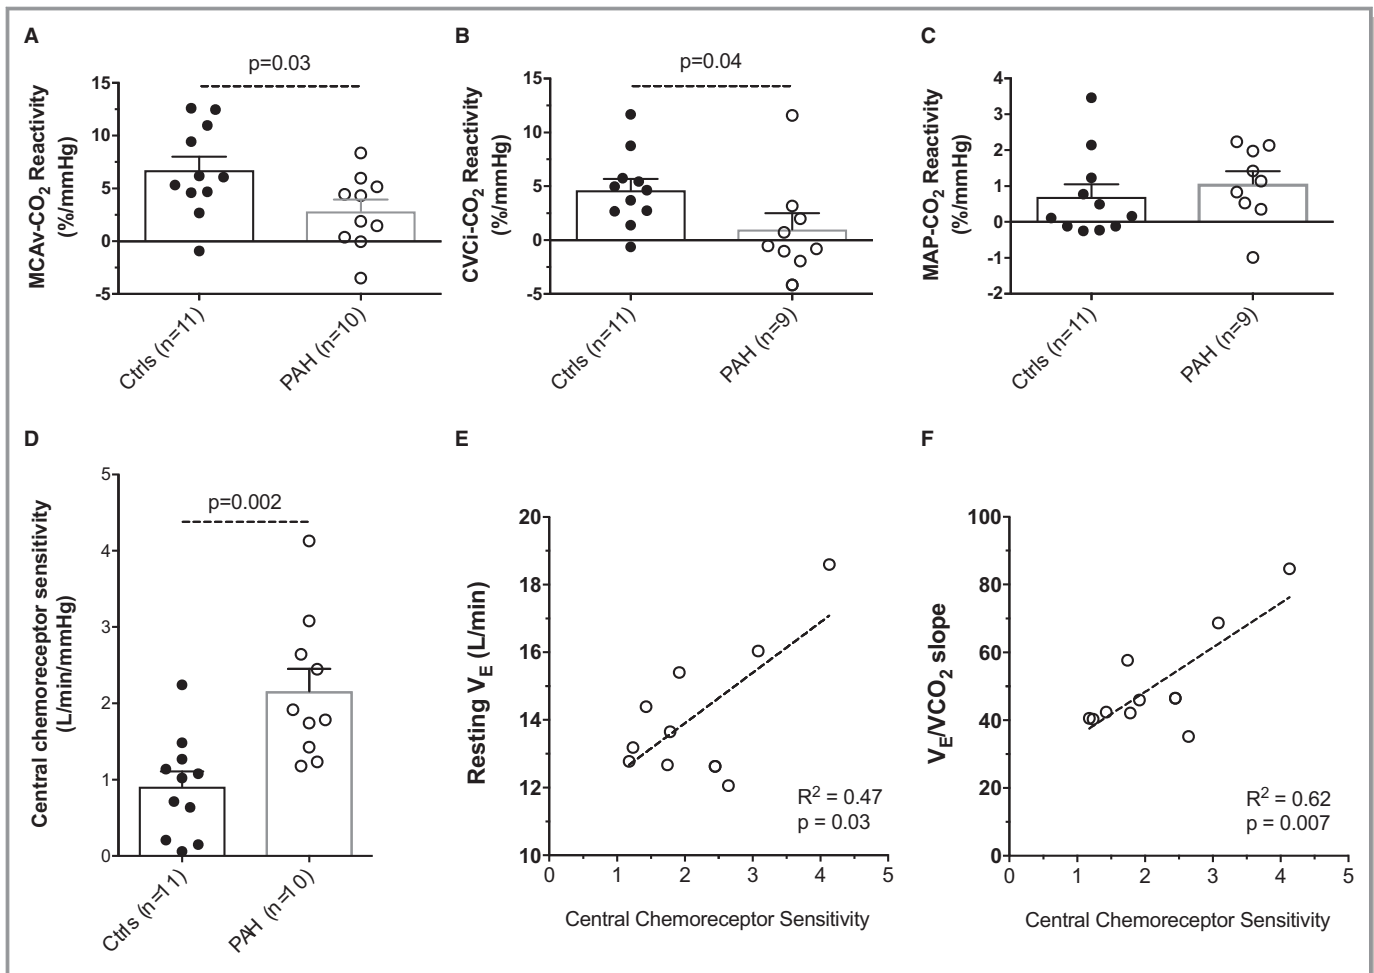 A
p=0.03
MCAv-CO2 Reactivity
(%/mmHg)
15
10
5
0
-5
Ctrls (n=11)
PAH (n=10)
B
p=0.04
CVCi-CO2 Reactivity
(%/mmHg)
15
10
5
0
-5
Ctrls (n=11)
PAH (n=9)
C
MAP-CO2 Reactivity
(%/mmHg)
4
3
2
1
0
-1
-2
Ctrls (n=11)
PAH (n=9)
D
p=0.002
Central chemoreceptor sensitivity
(L/min/mmHg)
5
4
3
2
1
0
Ctrls (n=11)
PAH (n=10)
E
Resting VE (L/min)
20
18
16
14
12
10
R2 = 0.47
p = 0.03
0 1 2 3 4 5
Central Chemoreceptor Sensitivity
F
VE/VCO2 slope
100
80
60
40
20
0
R2 = 0.62
p = 0.007
0 1 2 3 4 5
Central Chemoreceptor Sensitivity